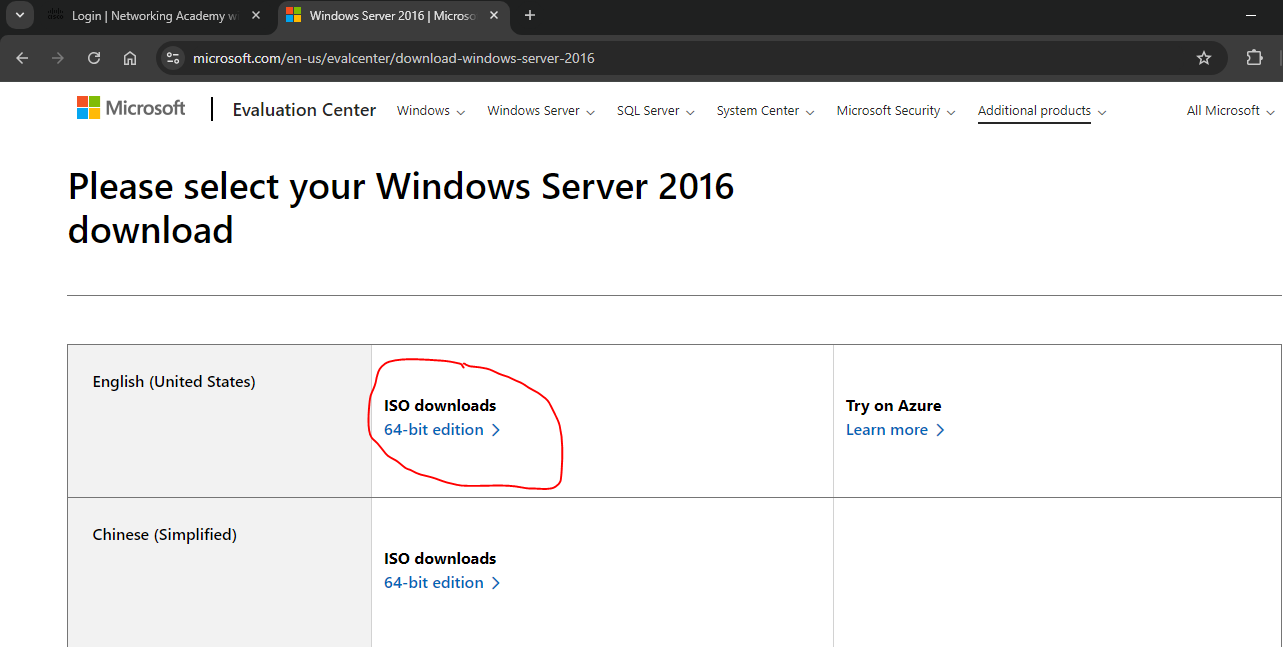 Login | Networking Academy w
Windows Server 2016 | Microso
microsoft.com/en-us/evalcenter/download-windows-server-2016
Microsoft
Evaluation Center
Windows
Windows Server
SQL Server
System Center
Microsoft Security
Additional products
All Microsoft
Please select your Windows Server 2016
download
English (United States)
ISO downloads
64-bit edition
Try on Azure
Learn more
Chinese (Simplified)
ISO downloads
64-bit edition